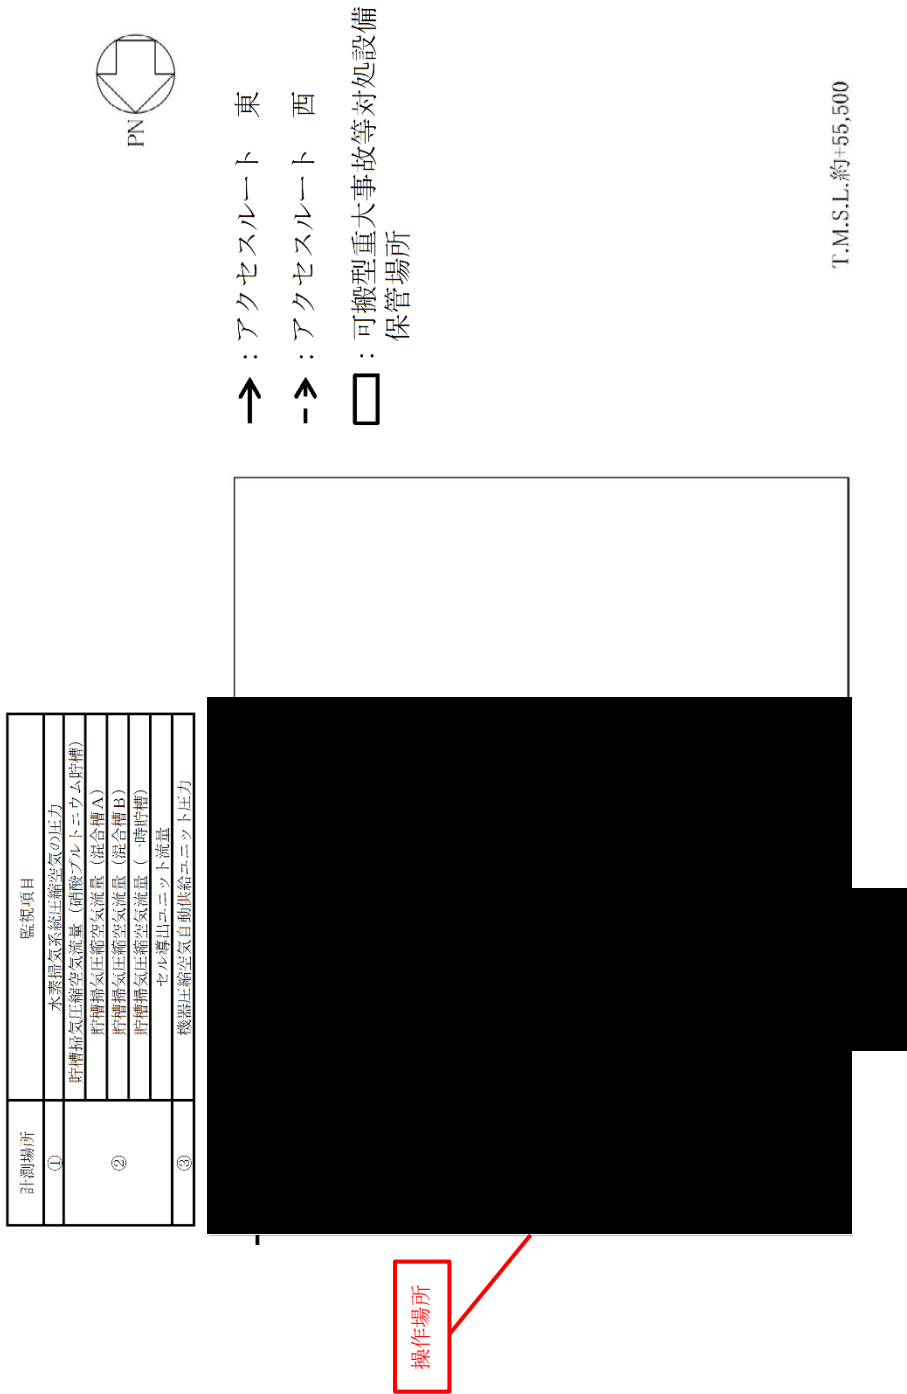 計測場所 監視項目
① 水素掃気系統圧縮空気の圧力
② 貯槽掃気圧縮空気流量（硝酸プルトニウム貯槽）
貯槽掃気圧縮空気流量（混合槽A）
貯槽掃気圧縮空気流量（混合槽B）
貯槽掃気圧縮空気流量（一時貯槽）
セル導出ユニット流量
③ 機器圧縮空気自動供給ユニット圧力
PN
：アクセスルート　東
：アクセスルート　西
：可搬型重大事故等対処設備
保管場所
操作場所
T.M.S.L.約+55,500